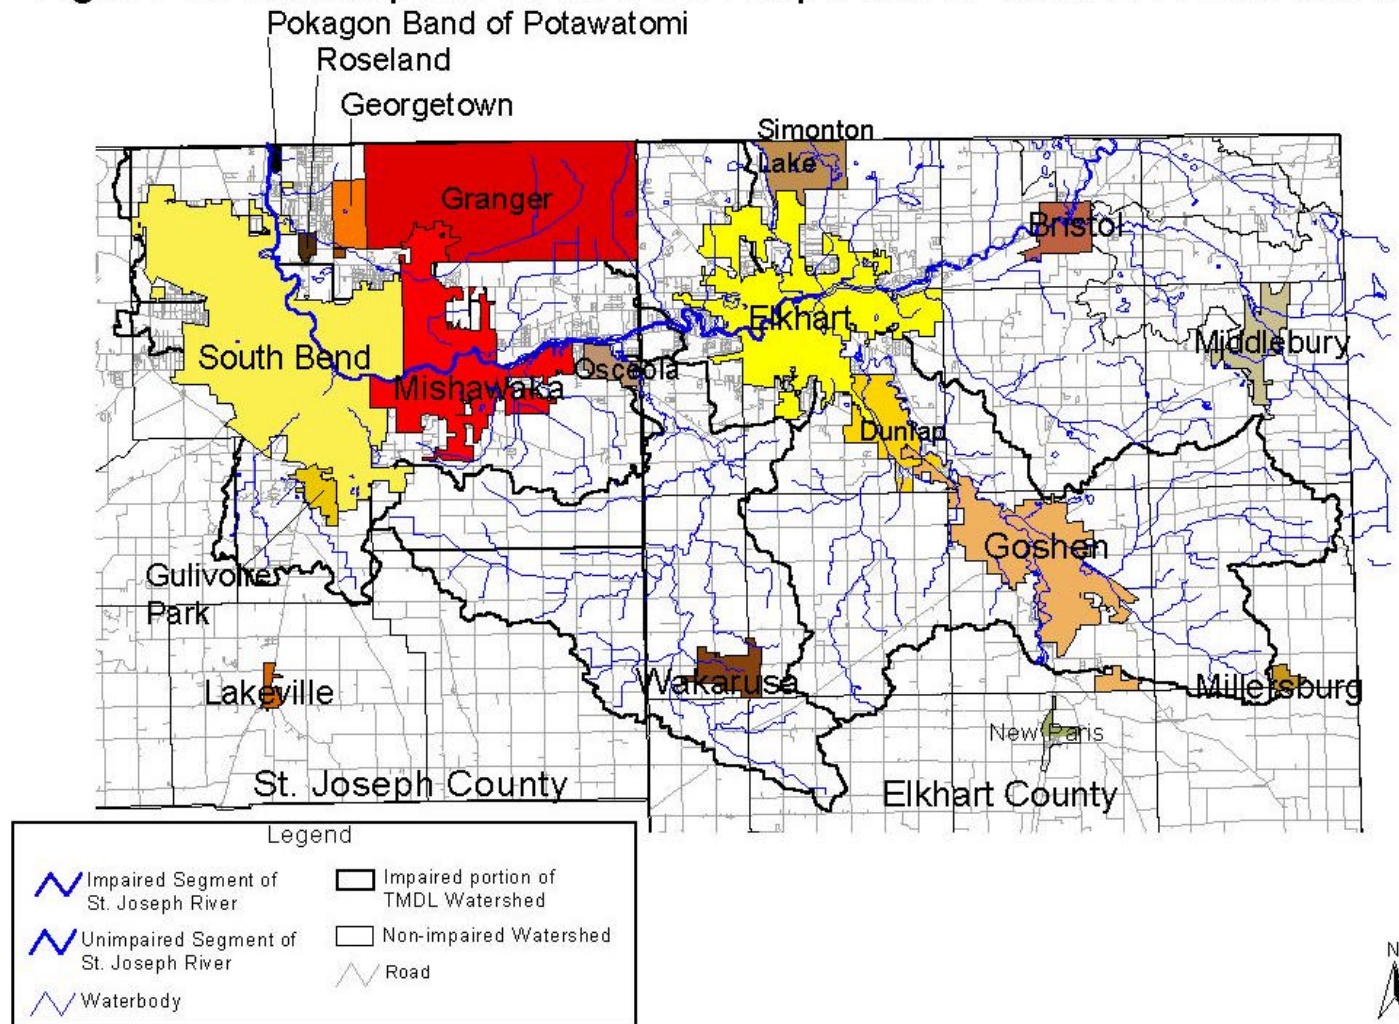 Pokagon Band of Potawatomi
Roseland
Georgetown
Simonton
Lake
Granger
Bristol
Elkhart
Middlebury
South Bend
Osceola
Mishawaka
Dunlap
Goshen
Gulivoire
Park
Wakarusa
Lakeville
Millersburg
New Paris
St. Joseph County
Elkhart County
Legend
Impaired Segment of
St. Joseph River
Impaired portion of
TMDL Watershed
Unimpaired Segment of
St. Joseph River
Non-impaired Watershed
Road
Waterbody
N